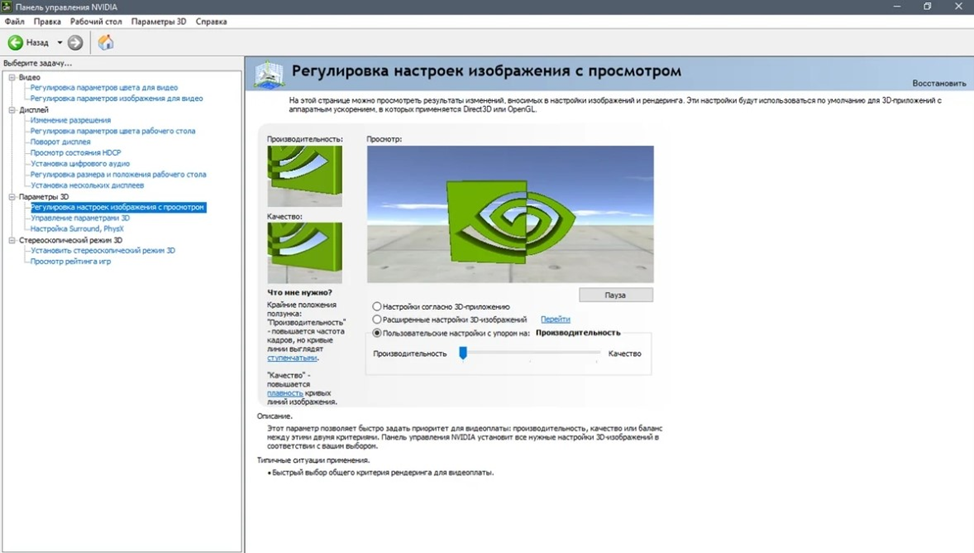 Панель управления NVIDIA
Файл Правка Рабочий стол Параметры 3D Справка
Назад
Выберите задачу...
Видео
Регулировка параметров цвета для видео
Регулировка параметров изображения для видео
Дисплей
Изменение разрешения
Регулировка параметров цвета рабочего стола
Поворот дисплея
Просмотр состояния HDCP
Установка цифрового аудио
Регулировка размера и положения рабочего стола
Установка нескольких дисплеев
Параметры 3D
Регулировка настроек изображения с просмотром
Управление параметрами 3D
Настройка Surround, PhysX
Стереоскопический режим 3D
Установить стереоскопический режим 3D
Просмотр рейтинга игр
Регулировка настроек изображения с просмотром
Восстановить
На этой странице можно просмотреть результаты изменений, вносимых в настройки изображений и рендеринга. Эти настройки будут использоваться по умолчанию для 3D-приложений с
аппаратным ускорением, в которых применяется Direct3D или OpenGL.
Производительность:
Качество:
Что мне нужно?
Крайние положения
ползунка:
"Производительность"
- повышается частота
кадров, но кривые
линии выглядят
ступенчатыми.
"Качество" -
повышается
плавность кривых
линий изображения.
Просмотр:
Пауза
Настройки согласно 3D-приложению
Расширенные настройки 3D-изображений Перейти
Пользовательские настройки с упором на: Производительность
Производительность Качество
Описание.
Этот параметр позволяет быстро задать приоритет для видеоплаты: производительность, качество или баланс
между этими двумя критериями. Панель управления NVIDIA установит все нужные настройки 3D-изображений в
соответствии с вашим выбором.
Типичные ситуации применения.
• Быстрый выбор общего критерия рендеринга для видеоплаты.